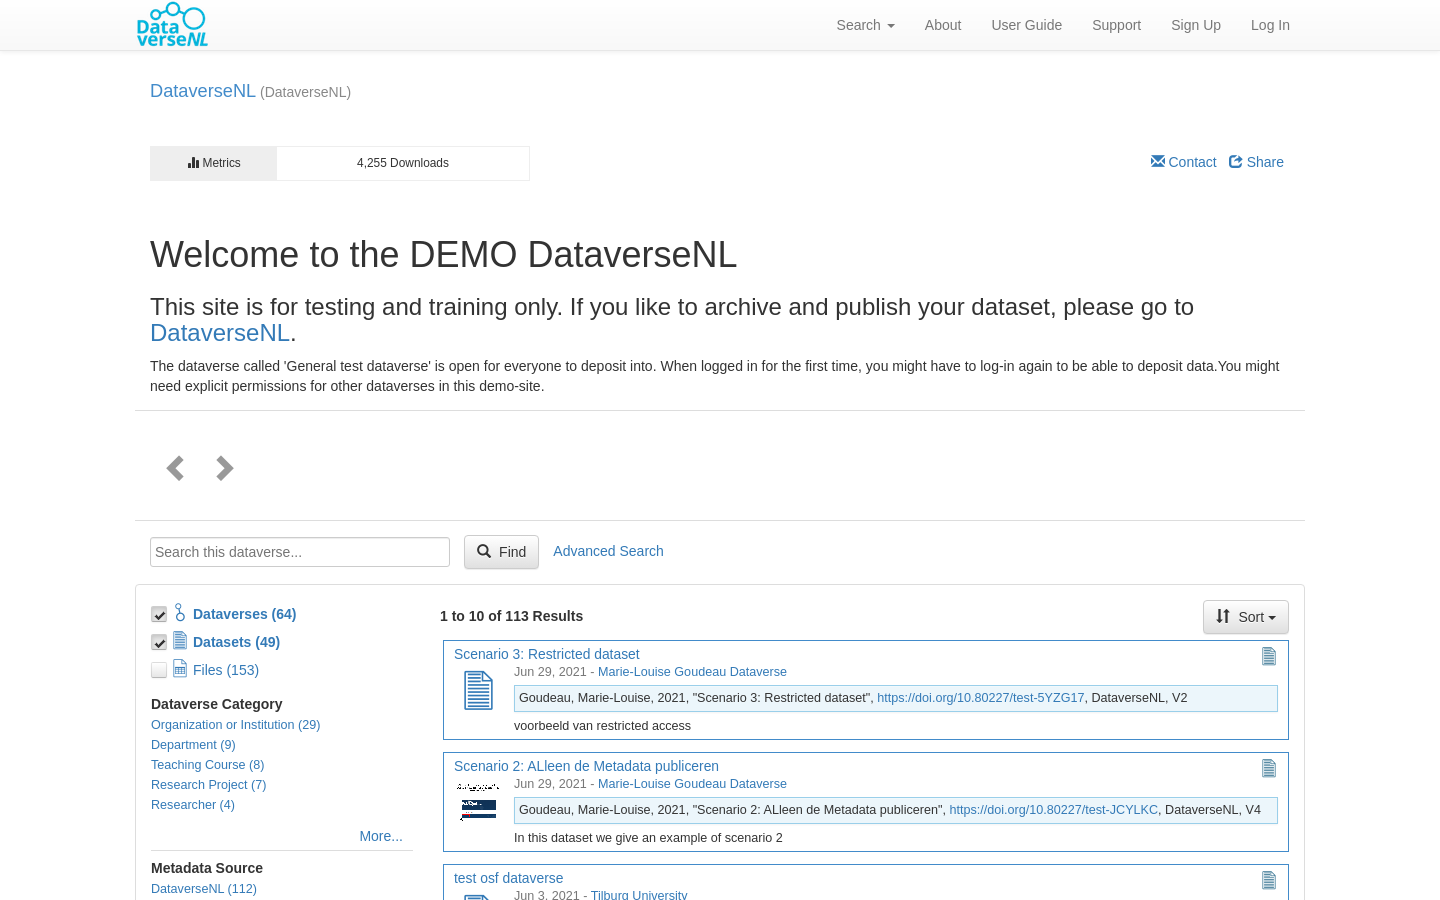 Data
verseNL
Search
About
User Guide
Support
Sign Up
Log In
DataverseNL (DataverseNL)
Metrics
4,255 Downloads
Contact
Share
Welcome to the DEMO DataverseNL
This site is for testing and training only. If you like to archive and publish your dataset, please go to
DataverseNL.
The dataverse called 'General test dataverse' is open for everyone to deposit into. When logged in for the first time, you might have to log-in again to be able to deposit data.You might
need explicit permissions for other dataverses in this demo-site.
Search this dataverse...
Find
Advanced Search
Dataverses (64)
Datasets (49)
Files (153)
Dataverse Category
Organization or Institution (29)
Department (9)
Teaching Course (8)
Research Project (7)
Researcher (4)
More...
Metadata Source
DataverseNL (112)
1 to 10 of 113 Results
Sort
Scenario 3: Restricted dataset
Jun 29, 2021 - Marie-Louise Goudeau Dataverse
Goudeau, Marie-Louise, 2021, "Scenario 3: Restricted dataset", https://doi.org/10.80227/test-5YZG17, DataverseNL, V2
voorbeeld van restricted access
Scenario 2: ALleen de Metadata publiceren
Jun 29, 2021 - Marie-Louise Goudeau Dataverse
Goudeau, Marie-Louise, 2021, "Scenario 2: ALleen de Metadata publiceren", https://doi.org/10.80227/test-JCYLKC, DataverseNL, V4
In this dataset we give an example of scenario 2
test osf dataverse
Jun 3, 2021 - Tilburg University